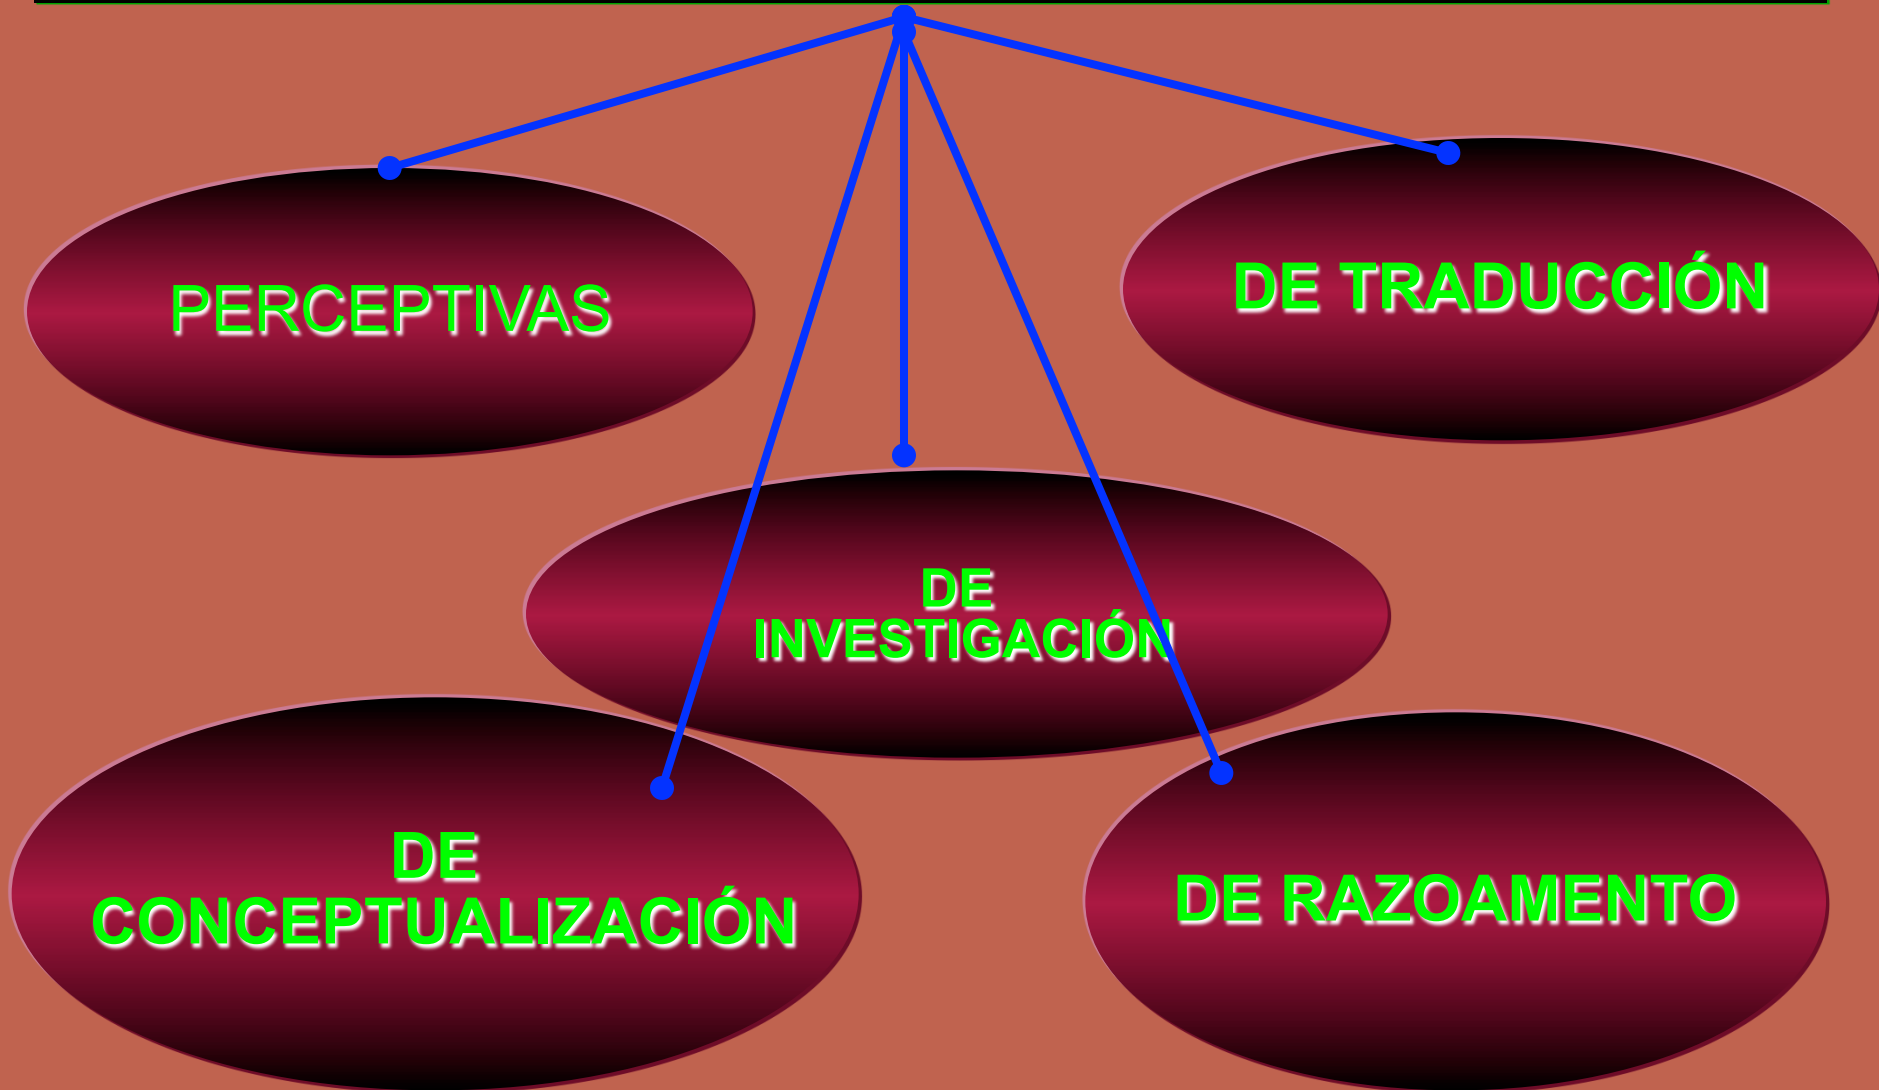 PERCEPTIVAS
DE TRADUCCIÓN
DE
INVESTIGACIÓN
DE
CONCEPTUALIZACIÓN
DE RAZOAMENTO